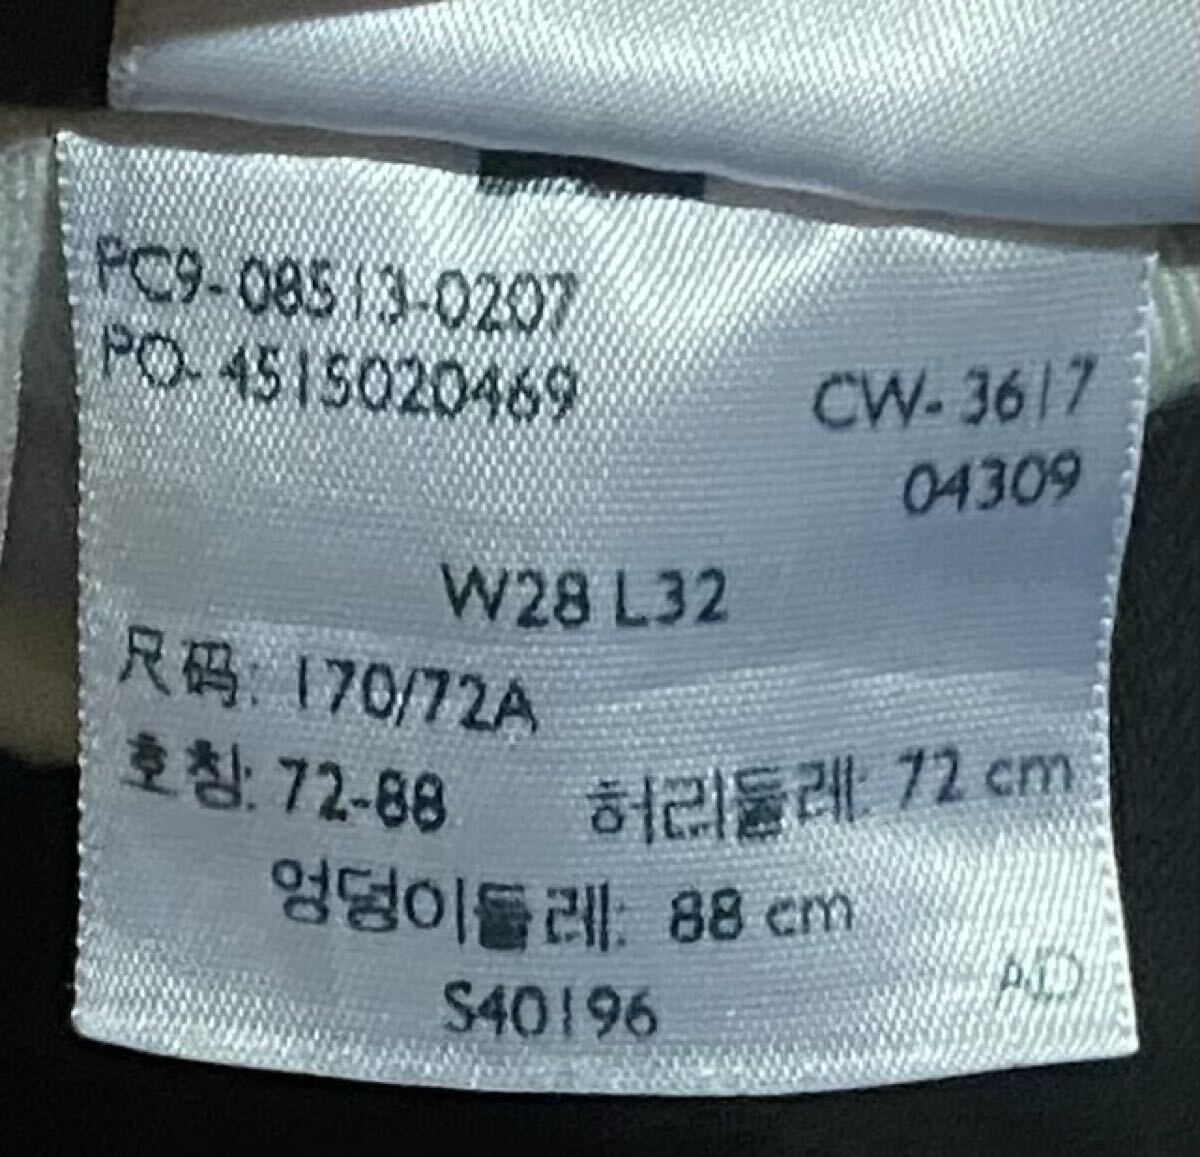 PC9-08513-0207
PO-4515020469
CW-3617
04309
W28 L32
尺码: 170/72A
호칭: 72-88 허리둘레: 72 cm
엉덩이둘레: 88 cm
S40196